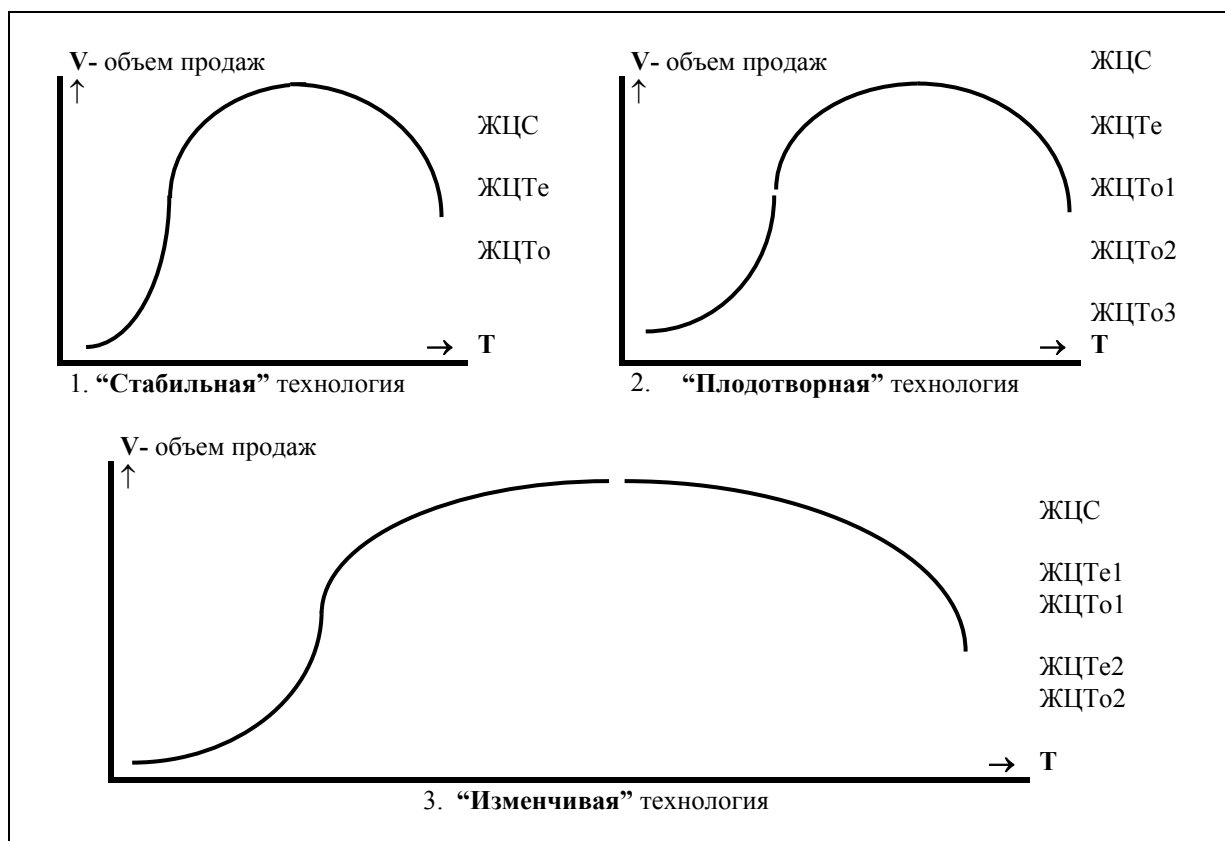 V- объем продаж
↑
ЖЦС
ЖЦТе
ЖЦТо
→ Т
1. “Стабильная” технология
V- объем продаж
↑
ЖЦС
ЖЦТе
ЖЦТо1
ЖЦТо2
ЖЦТо3
→ Т
2. “Плодотворная” технология
V- объем продаж
↑
ЖЦС
ЖЦТе1
ЖЦТо1
ЖЦТе2
ЖЦТо2
→ Т
3. “Изменчивая” технология